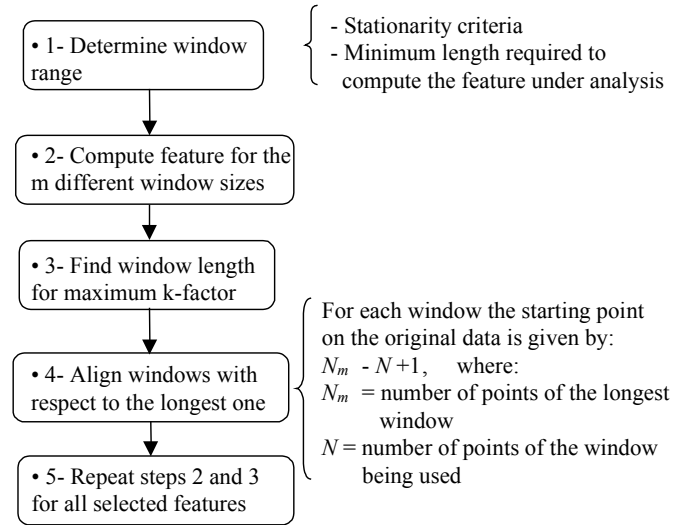 • 1- Determine window
range
- Stationarity criteria
- Minimum length required to
compute the feature under analysis
• 2- Compute feature for the
m different window sizes
• 3- Find window length
for maximum k-factor
• 4- Align windows with
respect to the longest one
For each window the starting point
on the original data is given by:
Nm - N +1, where:
Nm = number of points of the longest
window
N = number of points of the window
being used
• 5- Repeat steps 2 and 3
for all selected features